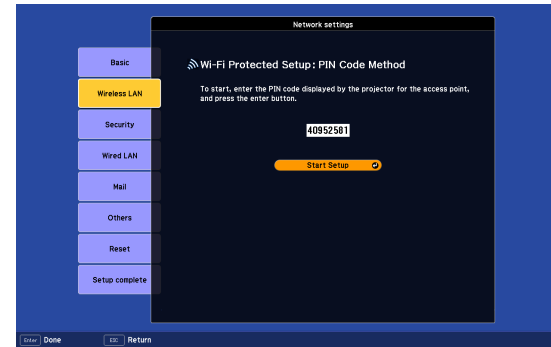 Network settings
Basic
Wireless LAN
Security
Wired LAN
Mail
Others
Reset
Setup complete
Wi-Fi Protected Setup: PIN Code Method
To start, enter the PIN code displayed by the projector for the access point,
and press the enter button.
40952581
Start Setup
Enter Done ESC Return